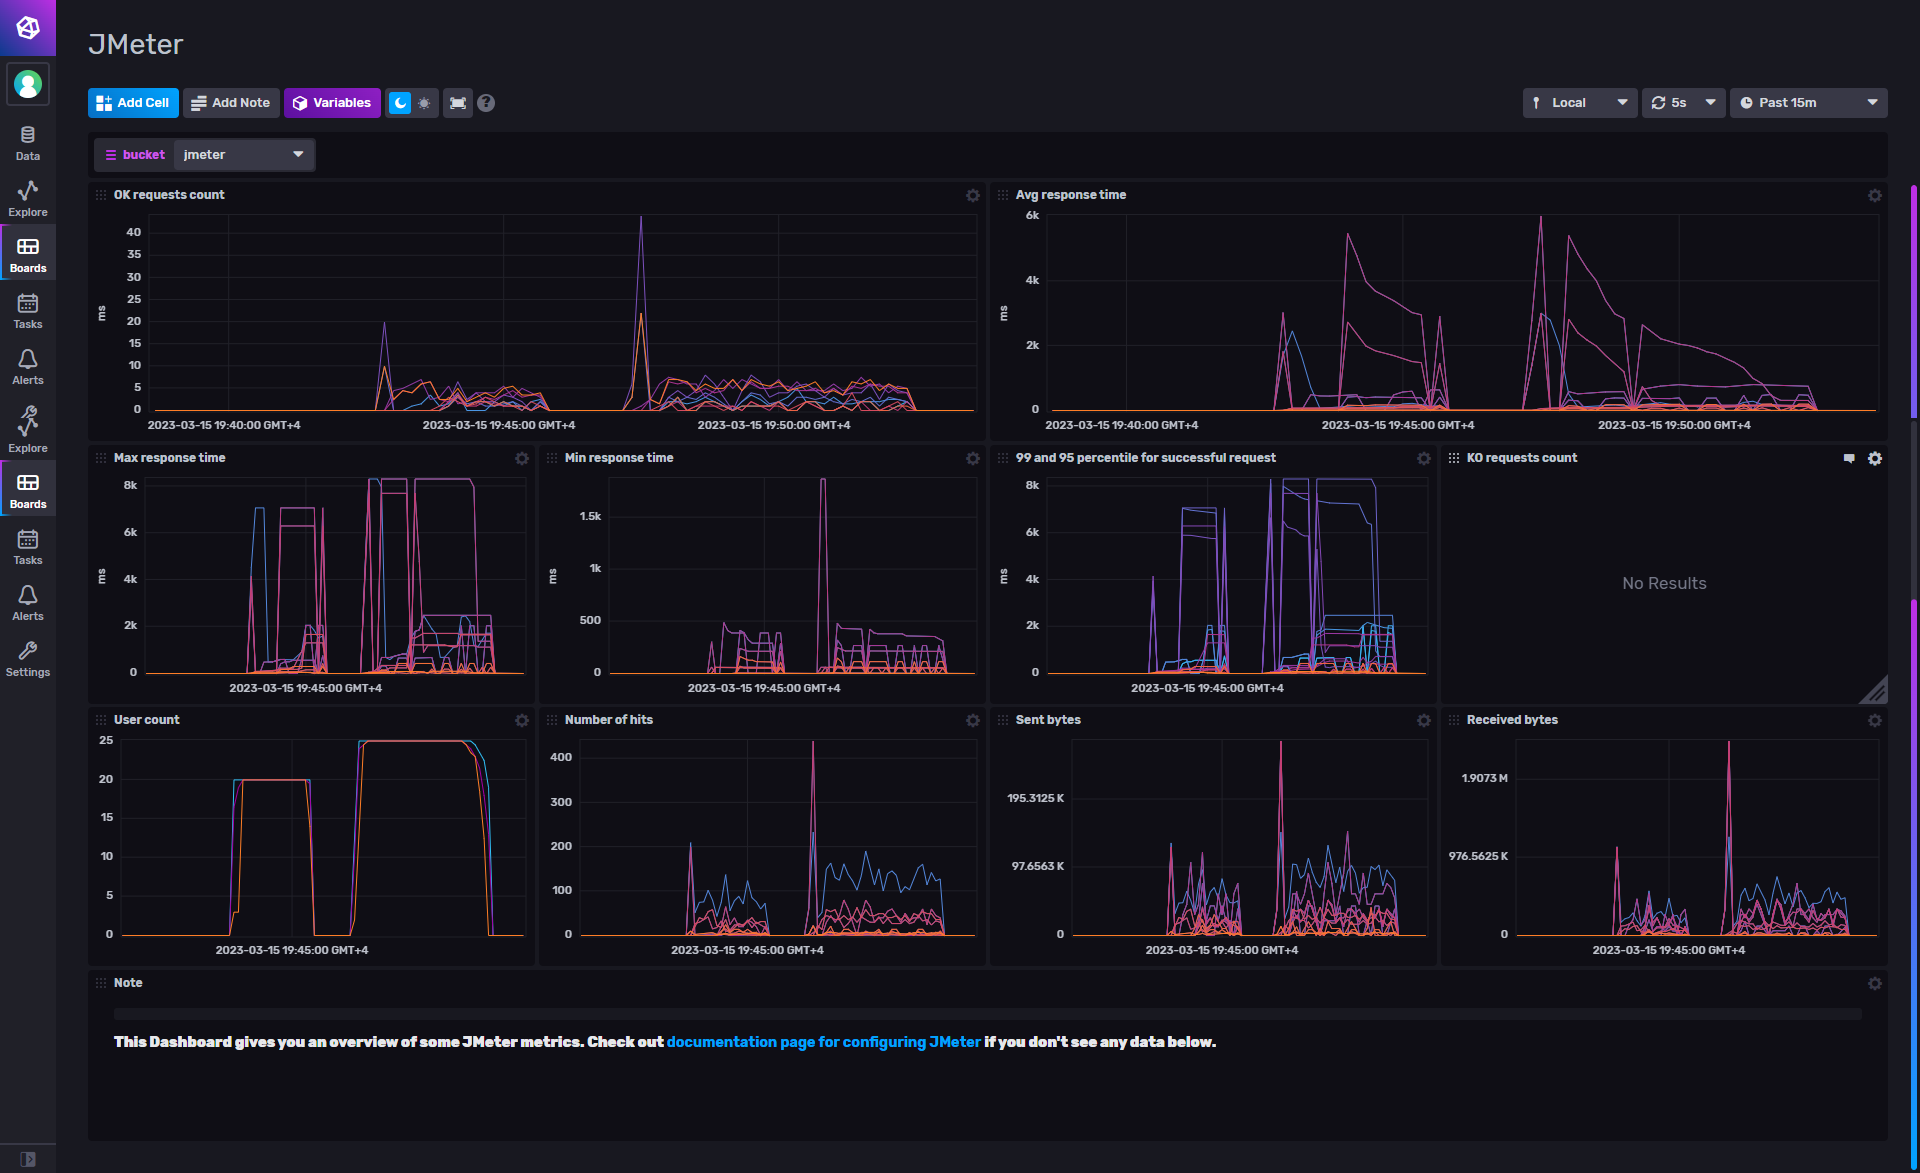 JMeter
Add Cell
Add Note
Variables
?
Local
5s
Past 15m
bucket
jmeter
Data
Explore
Boards
Tasks
Alerts
Explore
Boards
Tasks
Alerts
Settings
OK requests count
ms
40
35
30
25
20
15
10
5
0
2023-03-15 19:40:00 GMT+4
2023-03-15 19:45:00 GMT+4
2023-03-15 19:50:00 GMT+4
Avg response time
ms
6k
4k
2k
0
2023-03-15 19:40:00 GMT+4
2023-03-15 19:45:00 GMT+4
2023-03-15 19:50:00 GMT+4
Max response time
ms
8k
6k
4k
2k
0
2023-03-15 19:45:00 GMT+4
Min response time
ms
1.5k
1k
500
0
2023-03-15 19:45:00 GMT+4
99 and 95 percentile for successful request
ms
8k
6k
4k
2k
0
2023-03-15 19:45:00 GMT+4
KO requests count
No Results
User count
25
20
15
10
5
0
2023-03-15 19:45:00 GMT+4
Number of hits
400
300
200
100
0
2023-03-15 19:45:00 GMT+4
Sent bytes
195.3125 K
97.6563 K
0
2023-03-15 19:45:00 GMT+4
Received bytes
1.9073 M
976.5625 K
0
2023-03-15 19:45:00 GMT+4
Note
This Dashboard gives you an overview of some JMeter metrics. Check out documentation page for configuring JMeter if you don't see any data below.